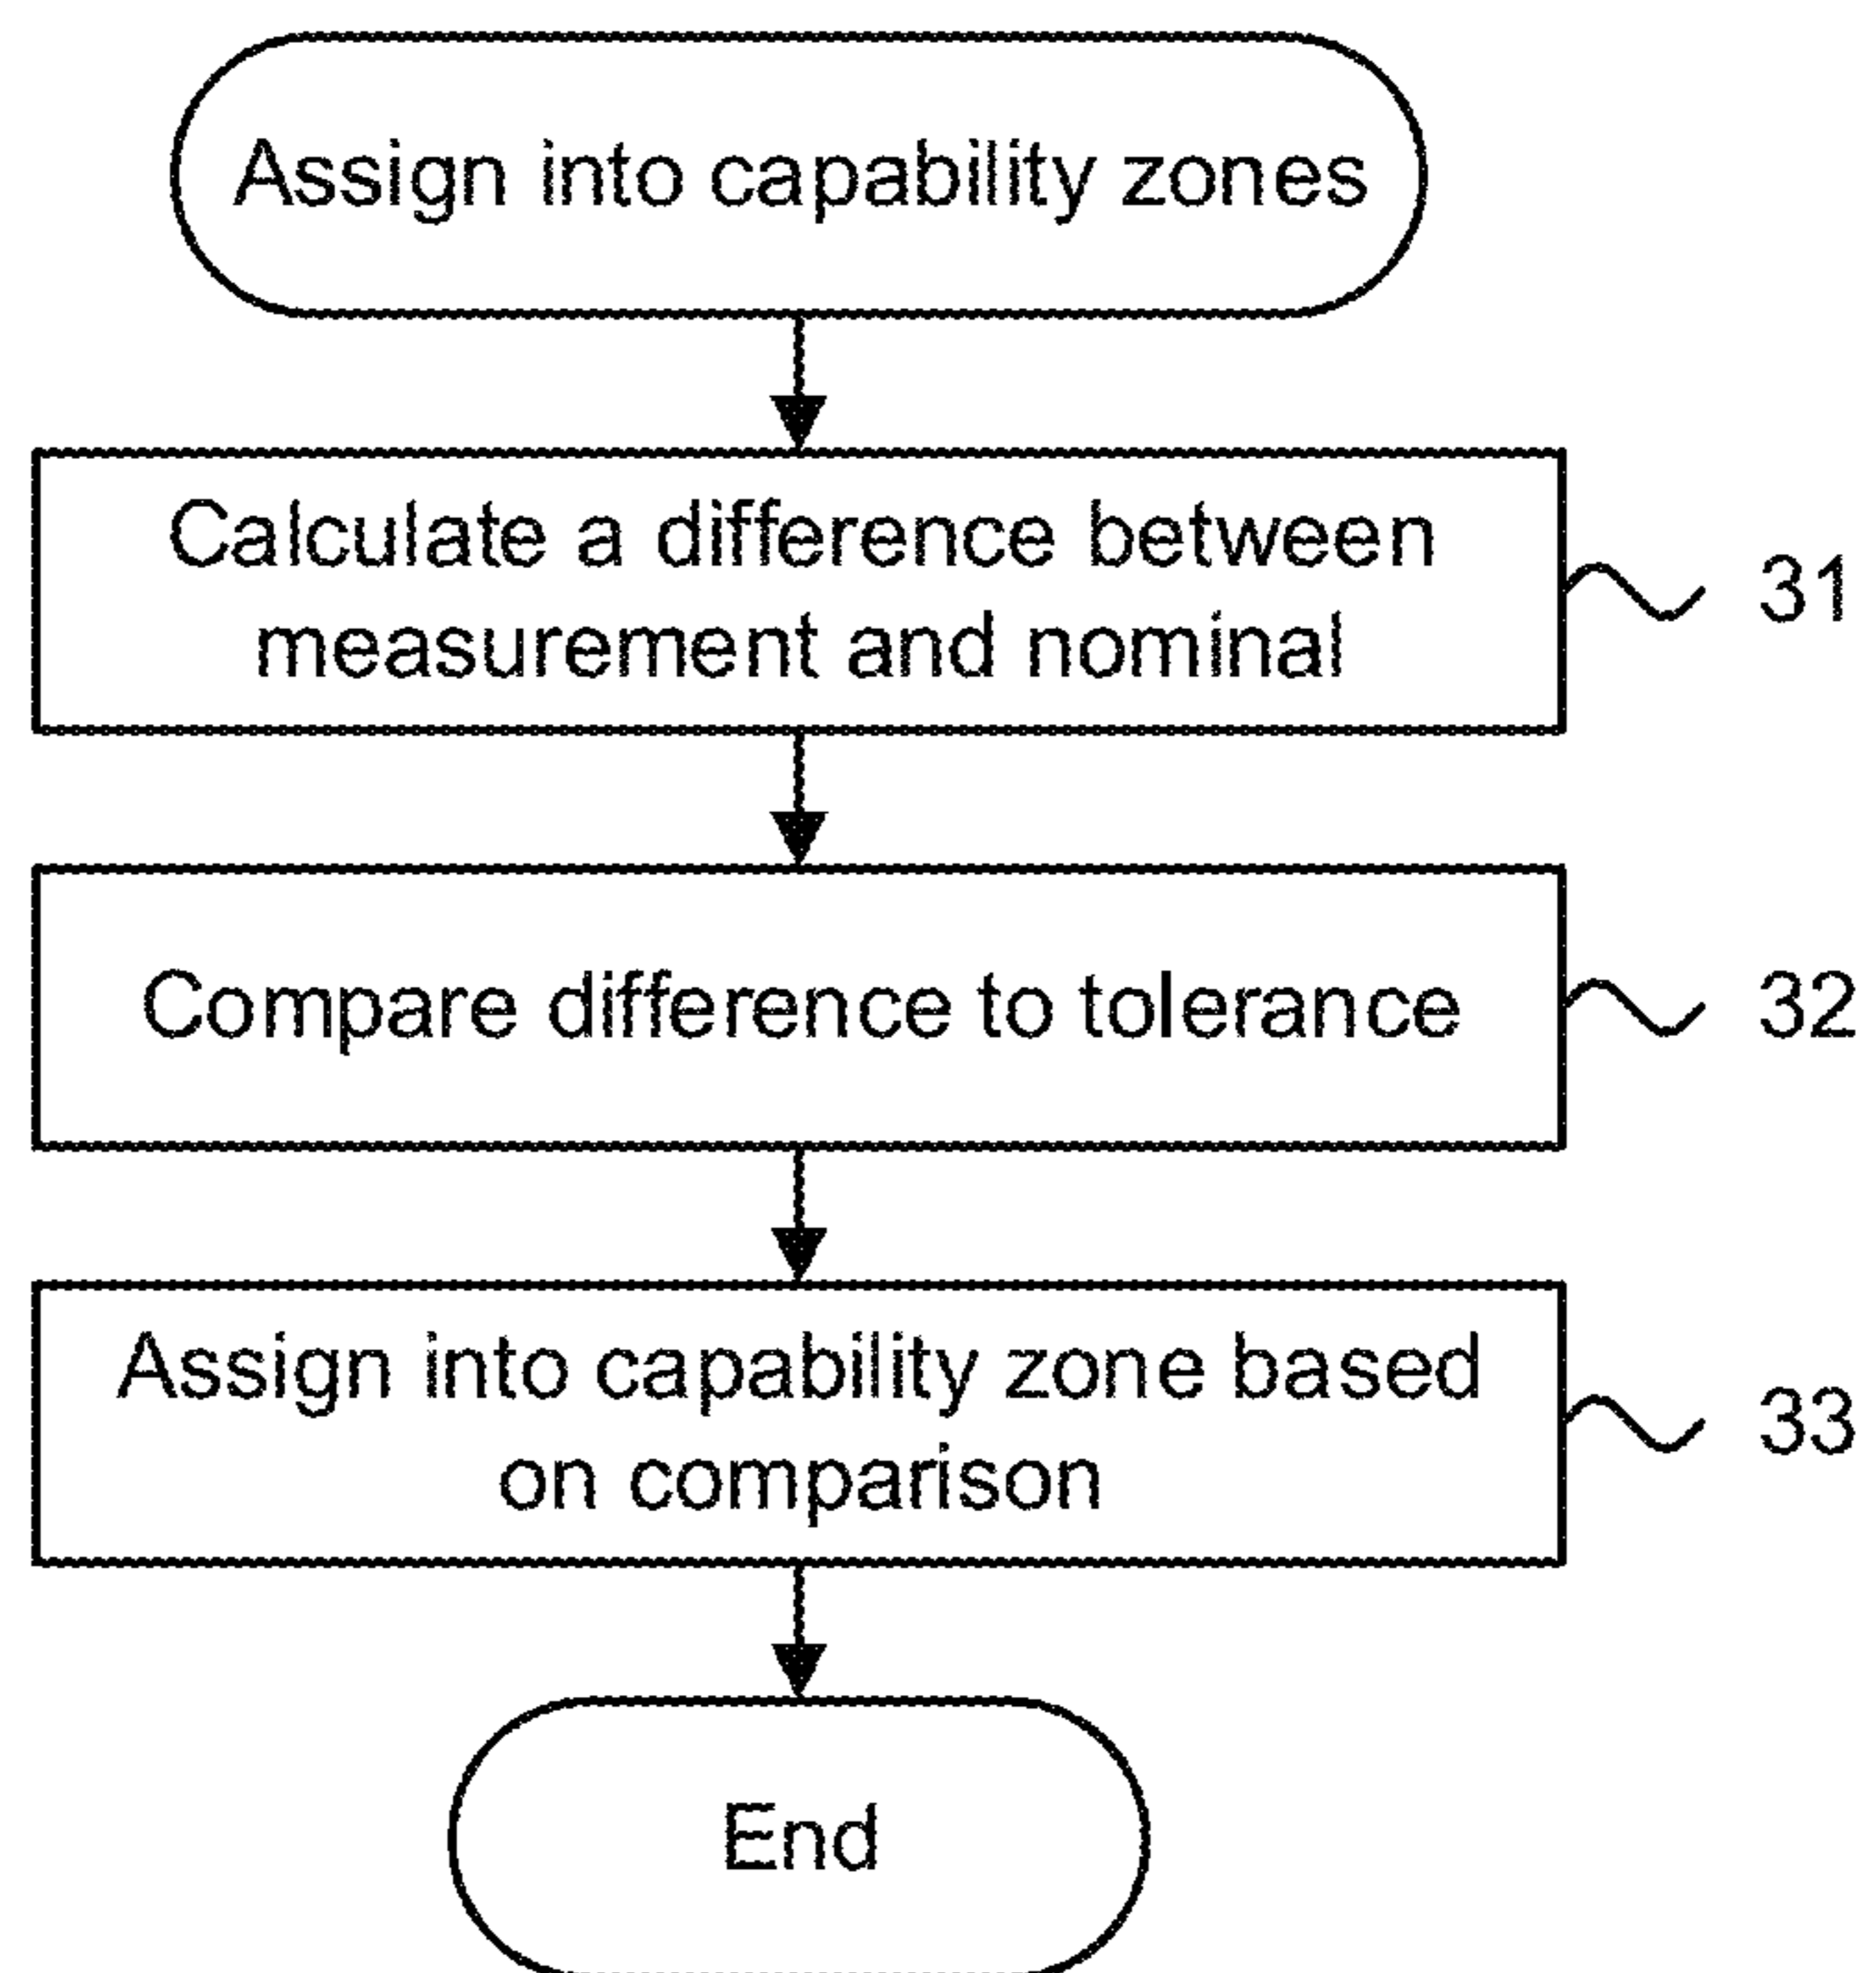 Assign into capability zones
Calculate a difference between
measurement and nominal
31
Compare difference to tolerance
32
Assign into capability zone based
on comparison
33
End